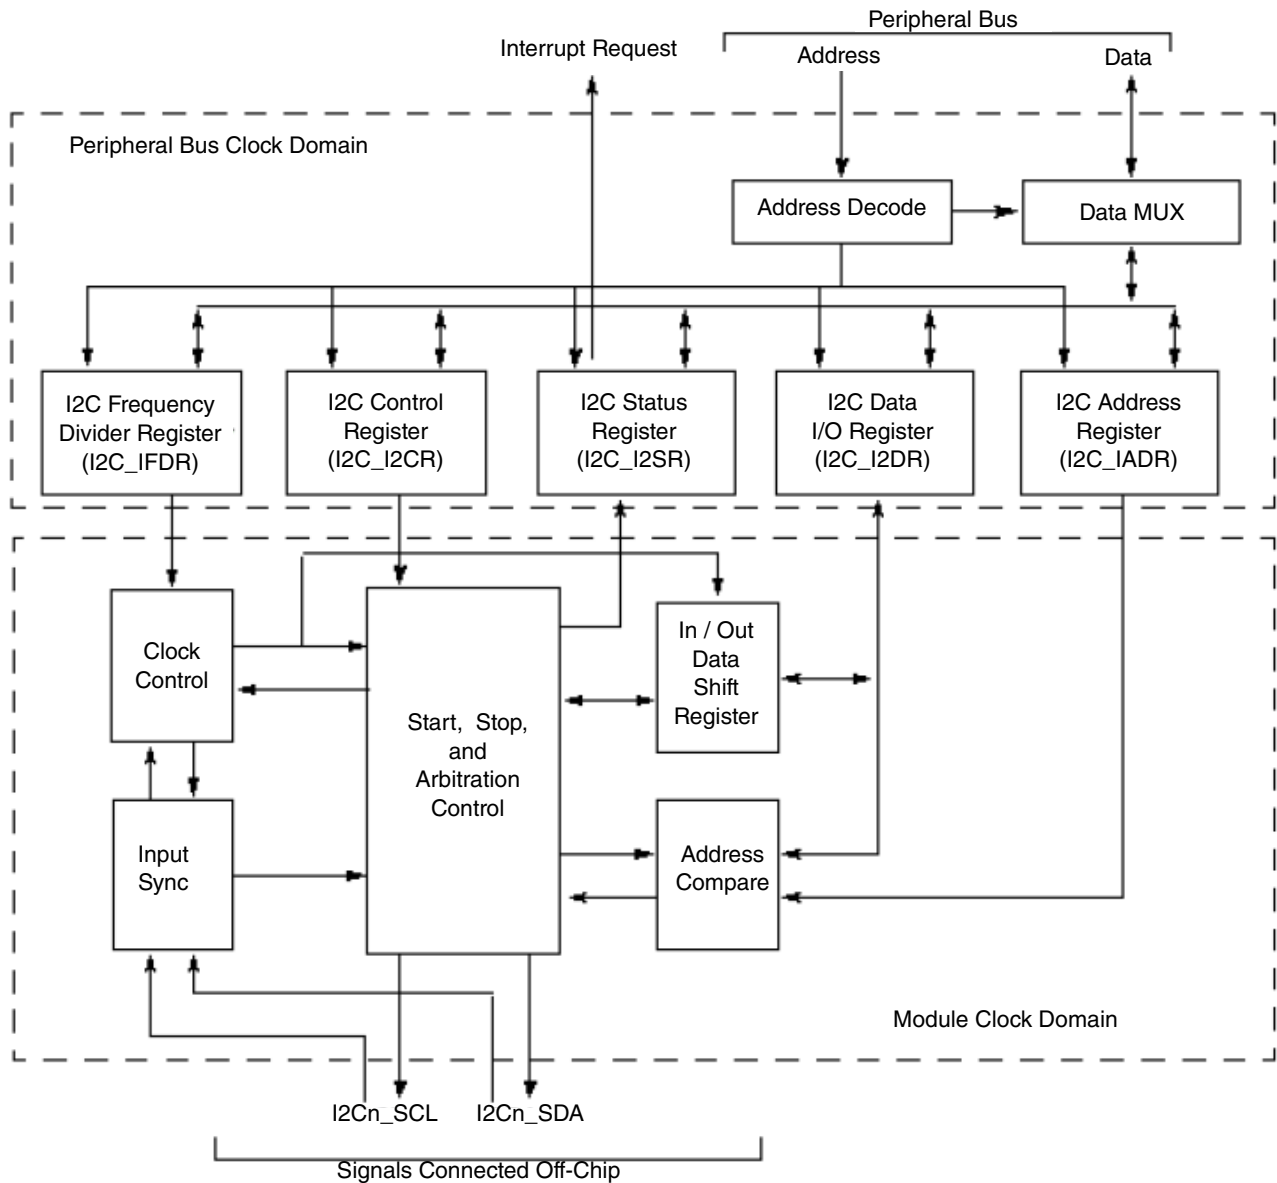 Peripheral Bus
Interrupt Request
Address
Data
Peripheral Bus Clock Domain
Address Decode
Data MUX
I2C Frequency
Divider Register
(I2C_IFDR)
I2C Control
Register
(I2C_I2CR)
I2C Status
Register
(I2C_I2SR)
I2C Data
I/O Register
(I2C_I2DR)
I2C Address
Register
(I2C_IADR)
Clock
Control
Start, Stop,
and
Arbitration
Control
In / Out
Data
Shift
Register
Input
Sync
Address
Compare
Module Clock Domain
I2Cn_SCL
I2Cn_SDA
Signals Connected Off-Chip